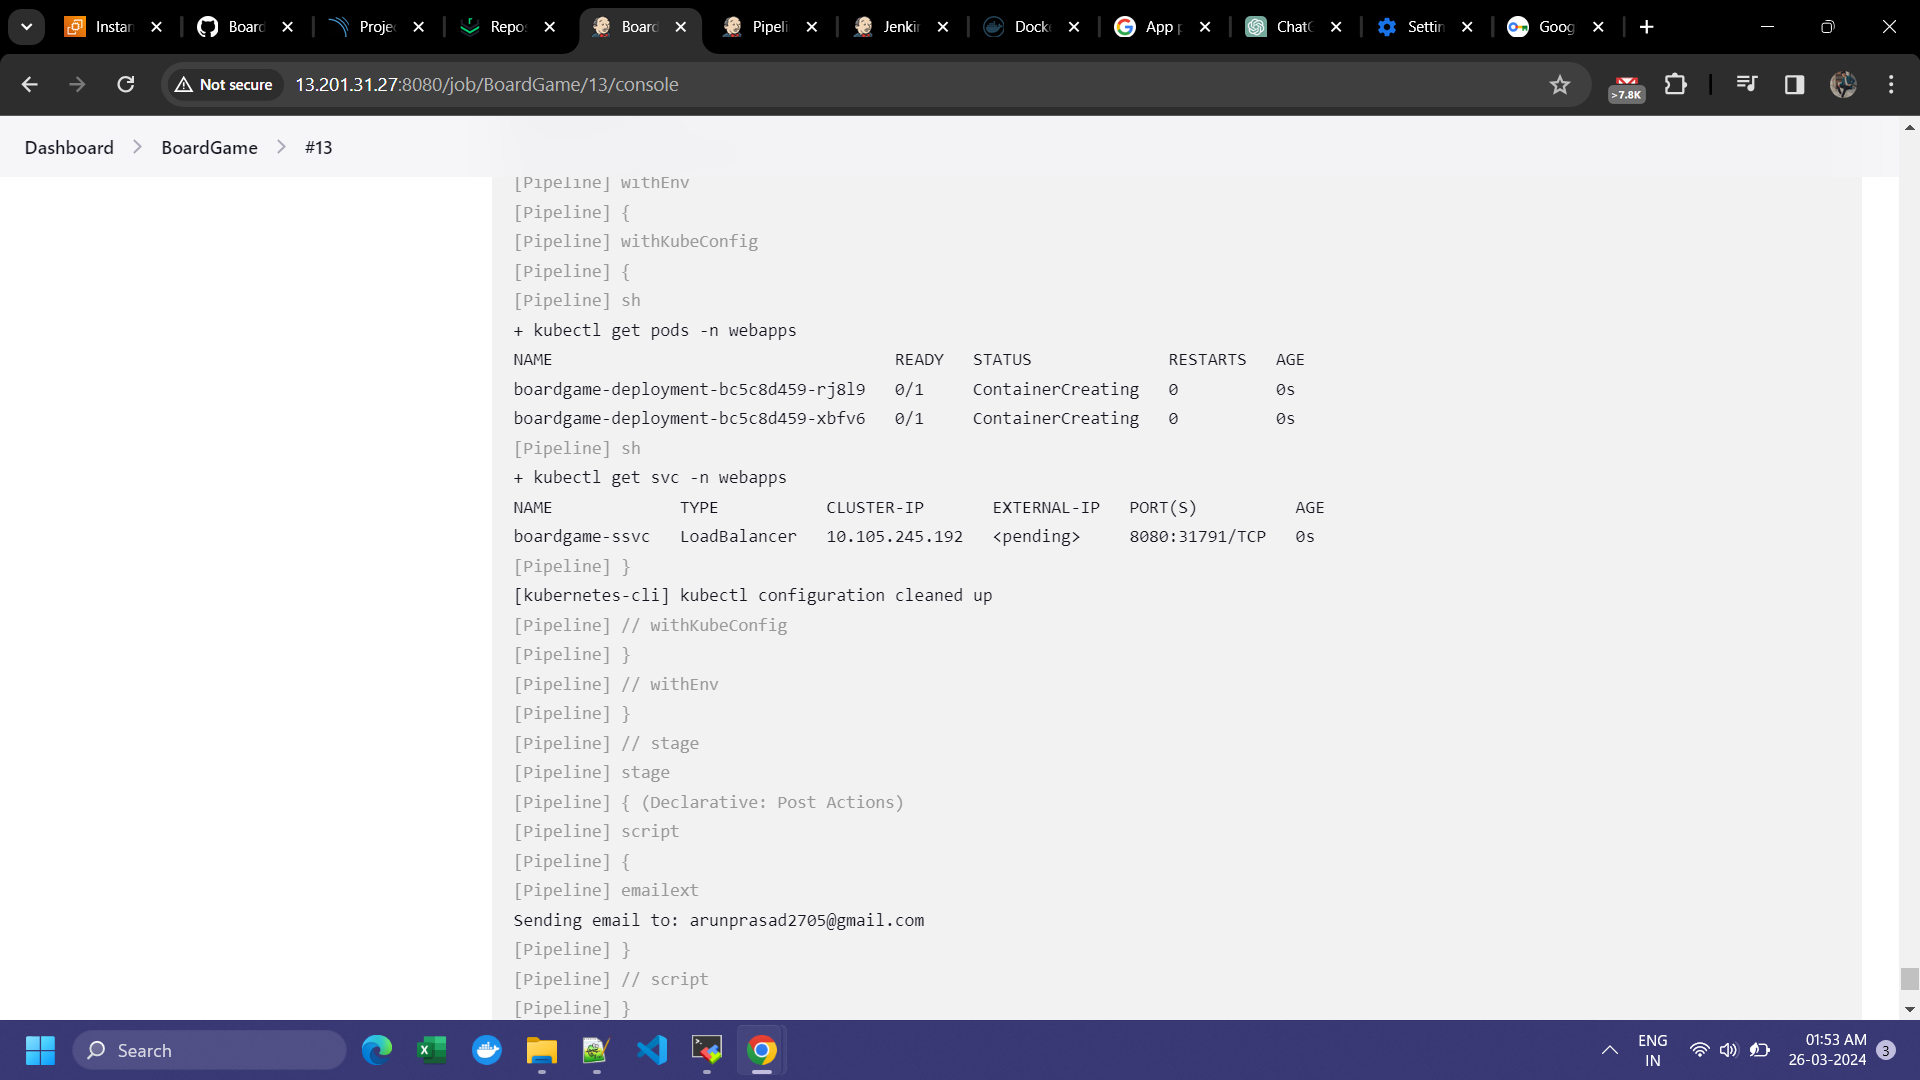 Instan
Board
Projec
Repos
Board
Pipeli
Jenkin
Docke
App p
ChatG
Settin
Goog
Not secure
13.201.31.27:8080/job/BoardGame/13/console
>7.8K
Dashboard
BoardGame
#13
[Pipeline] withEnv
[Pipeline] {
[Pipeline] withKubeConfig
[Pipeline] {
[Pipeline] sh
+ kubectl get pods -n webapps
NAME READY STATUS RESTARTS AGE
boardgame-deployment-bc5c8d459-rj8l9 0/1 ContainerCreating 0 0s
boardgame-deployment-bc5c8d459-xbfv6 0/1 ContainerCreating 0 0s
[Pipeline] sh
+ kubectl get svc -n webapps
NAME TYPE CLUSTER-IP EXTERNAL-IP PORT(S) AGE
boardgame-ssvc LoadBalancer 10.105.245.192 <pending> 8080:31791/TCP 0s
[Pipeline] }
[kubernetes-cli] kubectl configuration cleaned up
[Pipeline] // withKubeConfig
[Pipeline] }
[Pipeline] // withEnv
[Pipeline] }
[Pipeline] // stage
[Pipeline] stage
[Pipeline] { (Declarative: Post Actions)
[Pipeline] script
[Pipeline] {
[Pipeline] emailext
Sending email to: arunprasad2705@gmail.com
[Pipeline] }
[Pipeline] // script
[Pipeline] }
Search
ENG
IN
01:53 AM
26-03-2024
3